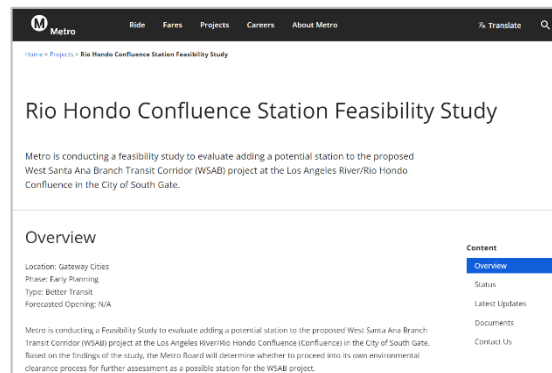 M Metro Ride Fares Projects Careers About Metro Translate
Home > Projects > Rio Hondo Confluence Station Feasibility Study
Rio Hondo Confluence Station Feasibility Study
Metro is conducting a feasibility study to evaluate adding a potential station to the proposed
West Santa Ana Branch Transit Corridor (WSAB) project at the Los Angeles River/Rio Hondo
Confluence in the City of South Gate.
Overview
Location: Gateway Cities
Phase: Early Planning
Type: Better Transit
Forecasted Opening: N/A
Metro is conducting a Feasibility Study to evaluate adding a potential station to the proposed West Santa Ana Branch
Transit Corridor (WSAB) project at the Los Angeles River/Rio Hondo Confluence (Confluence) in the City of South Gate.
Based on the findings of the study, the Metro Board will determine whether to proceed into its own environmental
clearance process for further assessment as a possible station for the WSAB project.
Content
Overview
Status
Latest Updates
Documents
Contact Us